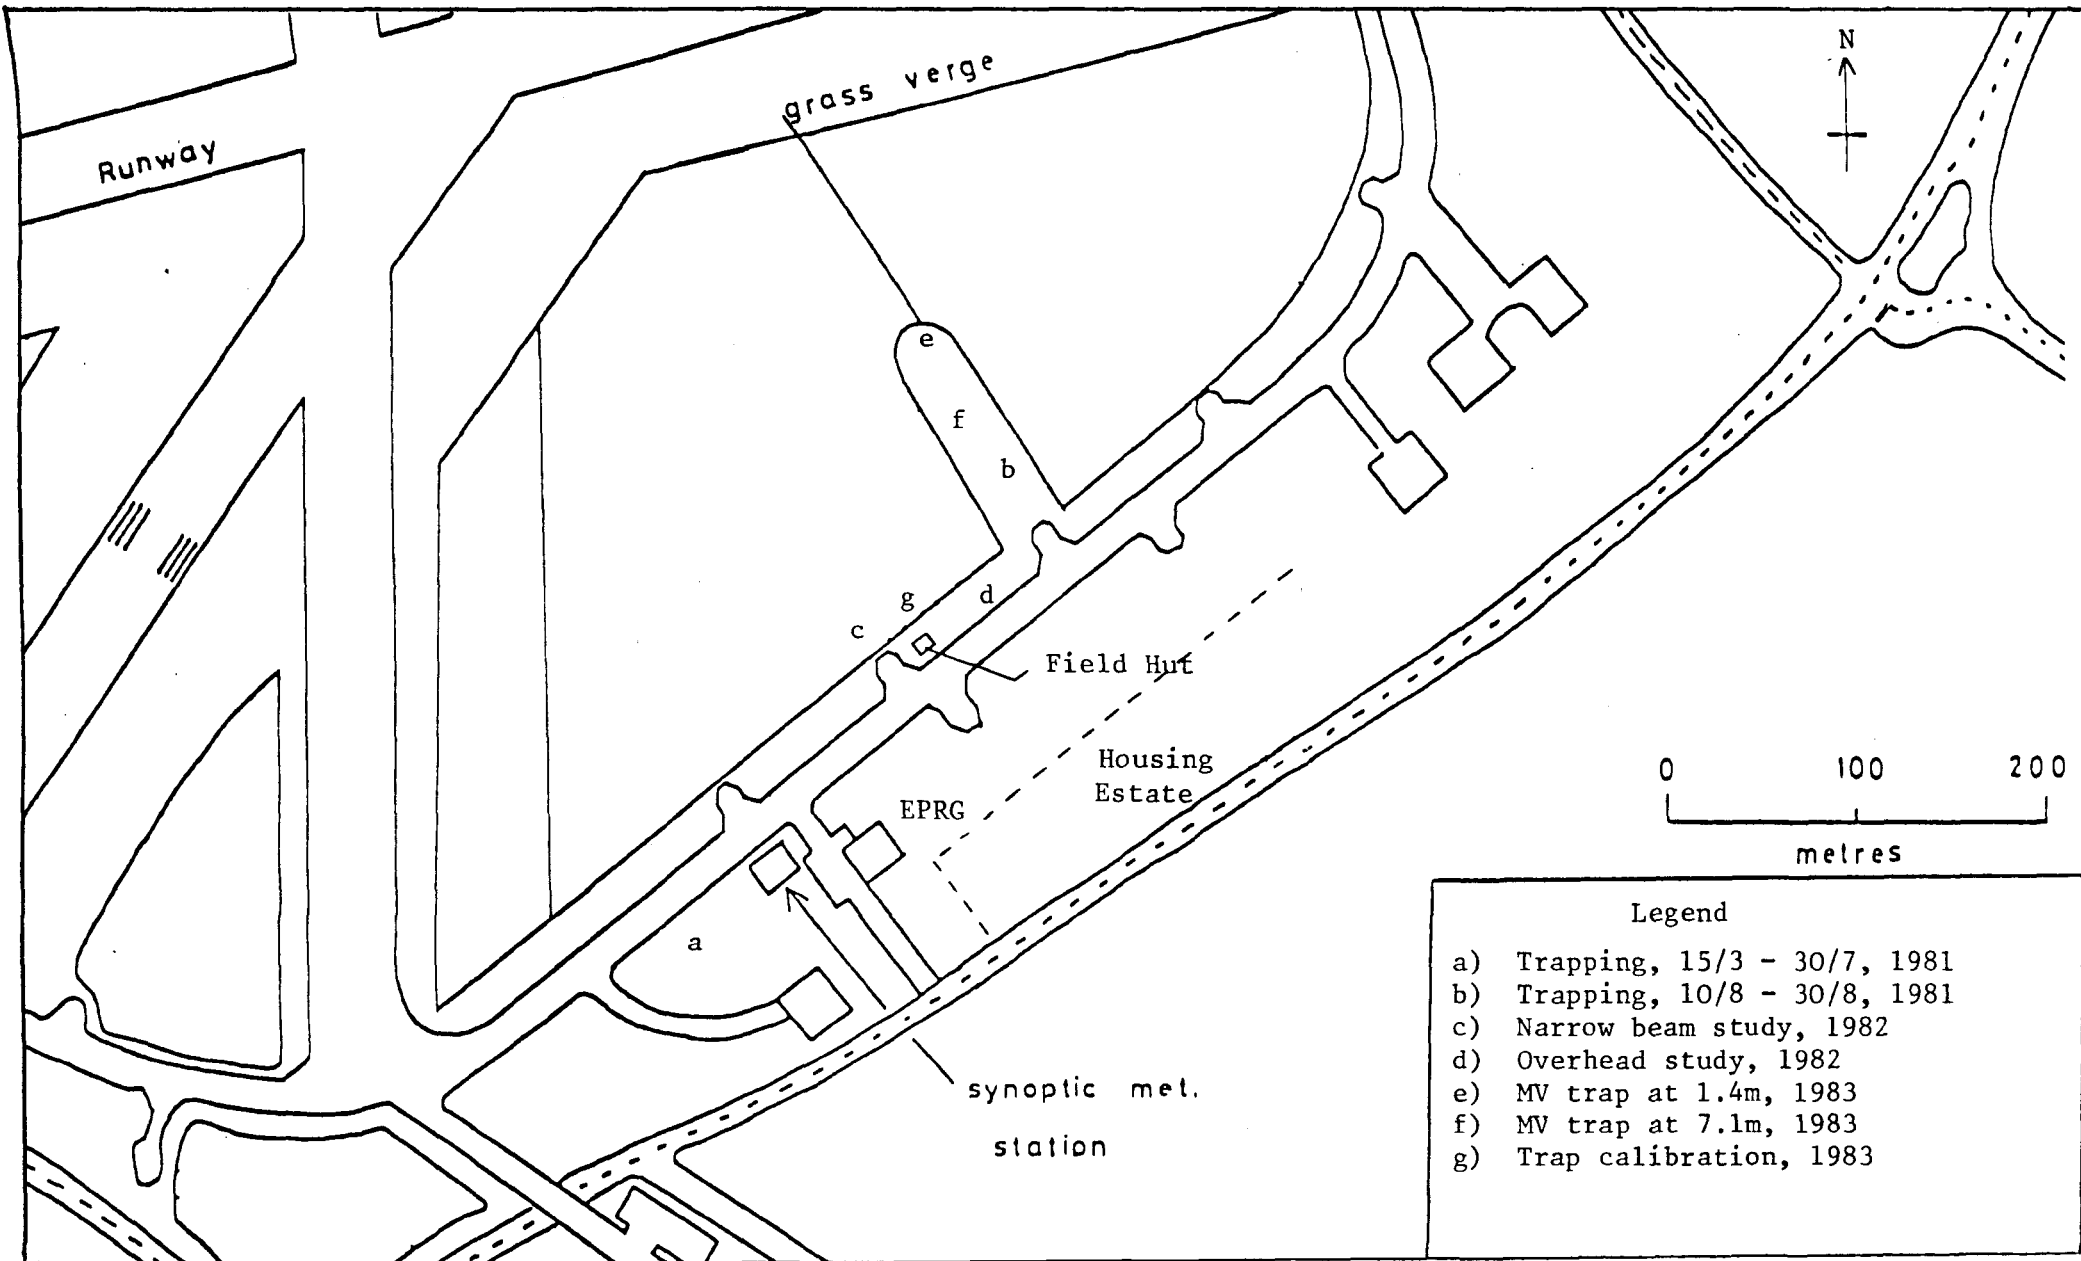 N
grass verge
Runway
e
f
b
g
d
c
Field Hut
Housing
Estate
EPRG
0 100 200
metres
a
synoptic met.
station
Legend
a) Trapping, 15/3 - 30/7, 1981
b) Trapping, 10/8 - 30/8, 1981
c) Narrow beam study, 1982
d) Overhead study, 1982
e) MV trap at 1.4m, 1983
f) MV trap at 7.1m, 1983
g) Trap calibration, 1983